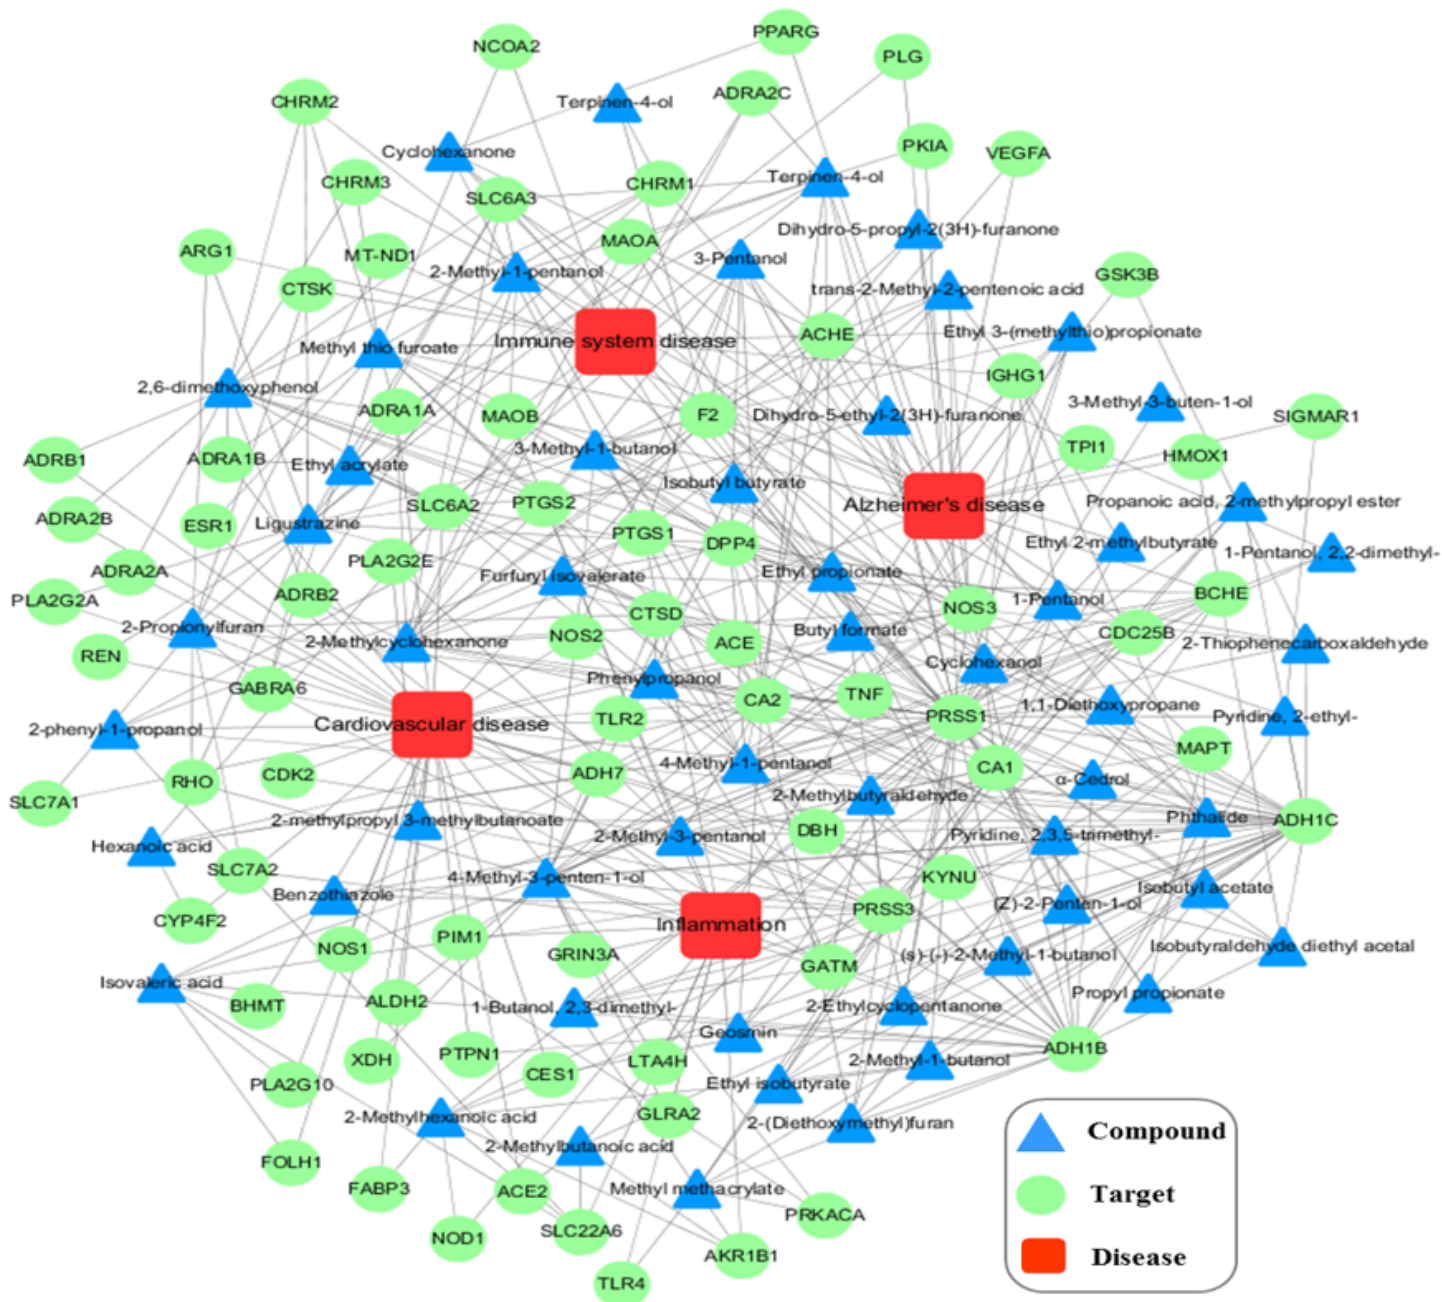 PPARG
NCOA2
PLG
CHRM2
Terpinen-4-ol
ADRA2C
Cyclohexanone
PKIA
VEGFA
CHRM3
SLC6A3
CHRM1
Terpinen-4-ol
Dihydro-5-propyl-2(3H)-furanone
ARG1
MT-ND1
MAOA
3-Pentanol
2-Methyl-1-pentanol
GSK3B
CTSK
trans-2-Methyl-2-pentenoic acid
Methyl thio furoate
Immune system disease
ACHE
Ethyl 3-(methylthio)propionate
2,6-dimethoxyphenol
IGHG1
ADRA1A
MAOB
F2
Dihydro-5-ethyl-2(3H)-furanone
3-Methyl-3-buten-1-ol
SIGMAR1
ADRB1
ADRA1B
Ethyl acrylate
3-Methyl-1-butanol
TPI1
HMOX1
Isobutyl butyrate
ADRA2B
ESR1
Ligustrazine
SLC6A2
PTGS2
PTGS1
DPP4
Alzheimer's disease
Propanoic acid, 2-methylpropyl ester
Ethyl 2-methylbutyrate
1-Pentanol, 2,2-dimethyl-
ADRA2A
PLA2G2E
Furfuryl isovalerate
Ethyl propionate
PLA2G2A
ADRB2
CTSD
NOS3
1-Pentanol
BCHE
2-Propionylfuran
2-Methylcyclohexanone
NOS2
ACE
Butyl formate
CDC25B
2-Thiophenecarboxaldehyde
REN
GABRA6
Phenylpropanol
CA2
TNF
Cyclohexanol
2-phenyl-1-propanol
Cardiovascular disease
TLR2
PRSS1
1,1-Diethoxypropane
Pyridine, 2-ethyl-
MAPT
SLC7A1
RHO
CDK2
ADH7
4-Methyl-1-pentanol
CA1
α-Cedrol
2-Methylbutyraldehyde
Hexanoic acid
2-methylpropyl 3-methylbutanoate
2-Methyl-3-pentanol
DBH
Pyridine, 2,3,5-trimethyl-
Phthalide
ADH1C
SLC7A2
Benzothiazole
4-Methyl-3-penten-1-ol
KYNU
Isobutyl acetate
CYP4F2
PRSS3
(Z)-2-Penten-1-ol
NOS1
PIM1
GRIN3A
Inflammation
GATM
(s)-(-)-2-Methyl-1-butanol
Isobutyraldehyde diethyl acetal
Isovaleric acid
BHMT
ALDH2
1-Butanol, 2,3-dimethyl-
2-Ethylcyclopentanone
Propyl propionate
XDH
PTPN1
Geosmin
ADH1B
PLA2G10
CES1
LTA4H
2-Methyl-1-butanol
Ethyl isobutyrate
2-Methylhexanoic acid
GLRA2
2-(Diethoxymethyl)furan
2-Methylbutanoic acid
FOLH1
FABP3
ACE2
Methyl methacrylate
PRKACA
NOD1
SLC22A6
AKR1B1
TLR4
Compound
Target
Disease